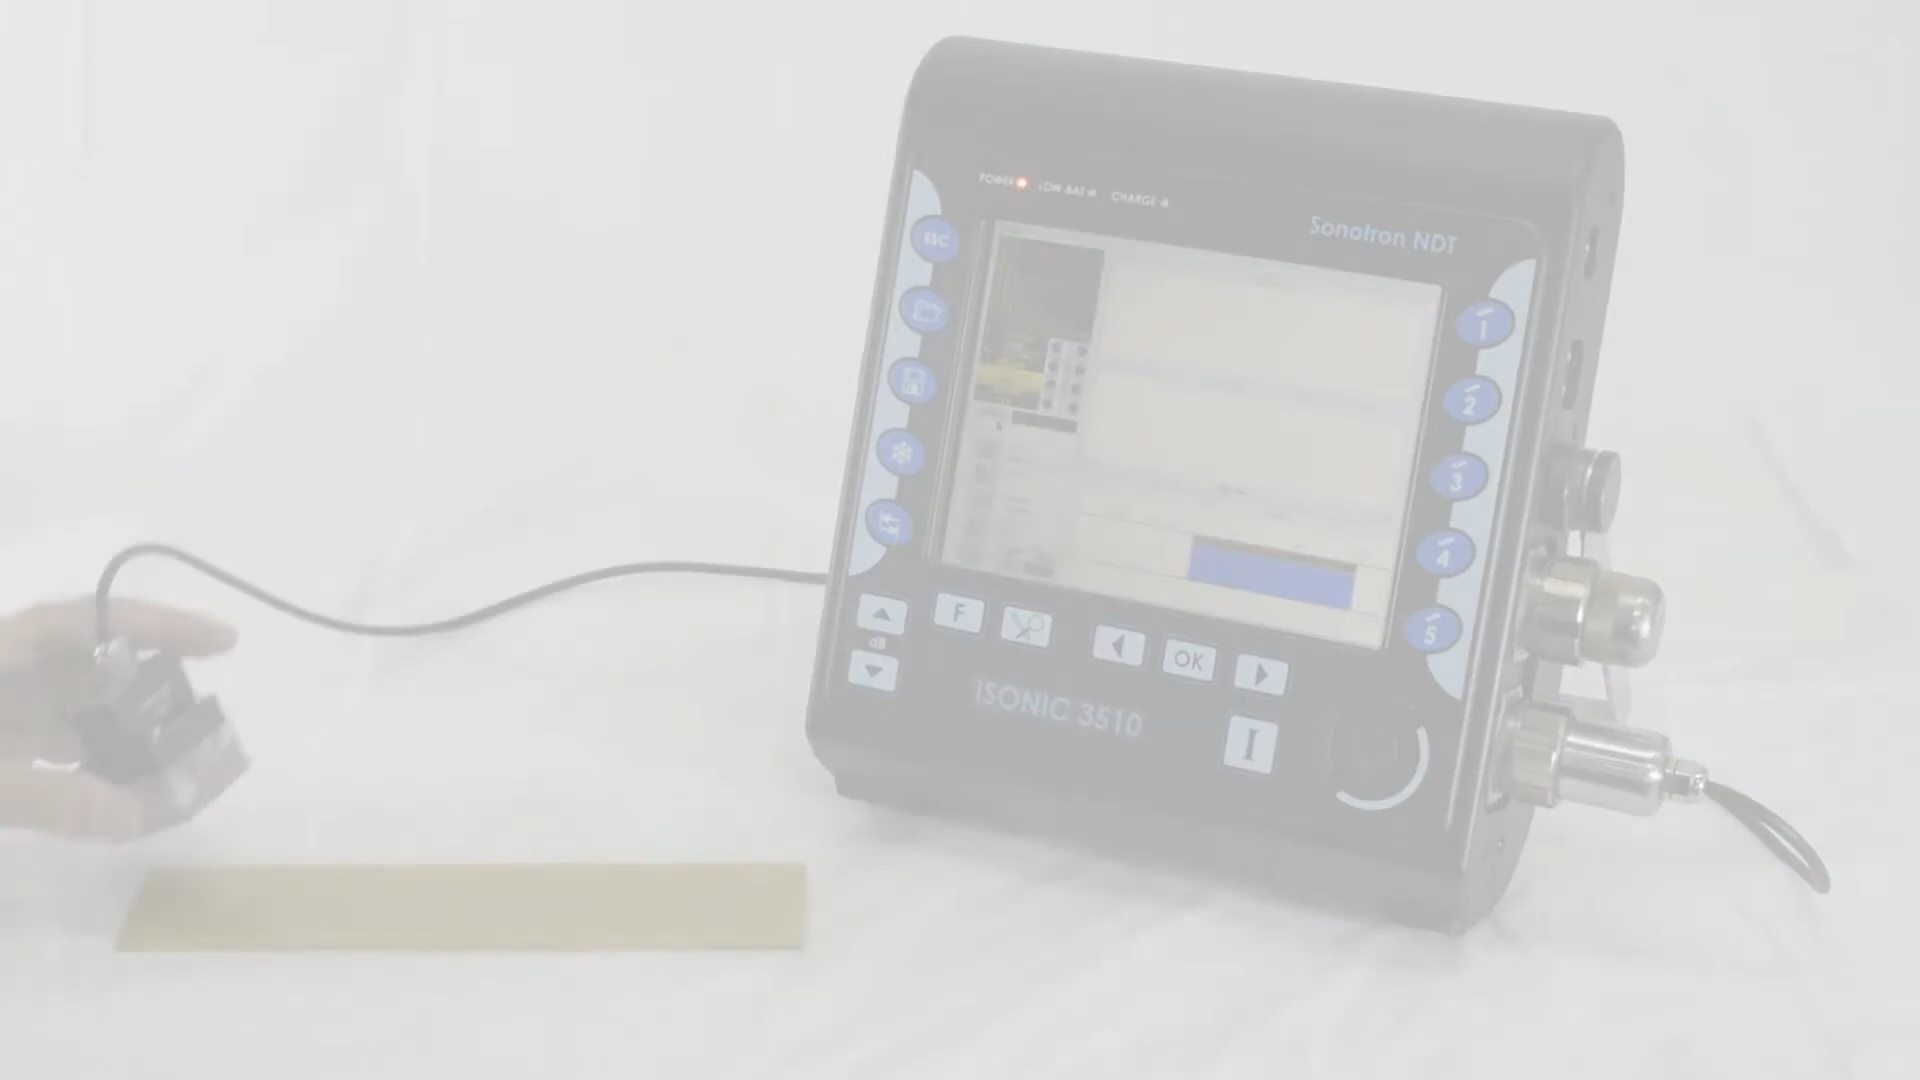 POWER LOW-BAT CHARGE
Sonotron NDT
ESC
1
2
3
4
5
dB
F
OK
ISONIC 3510
I